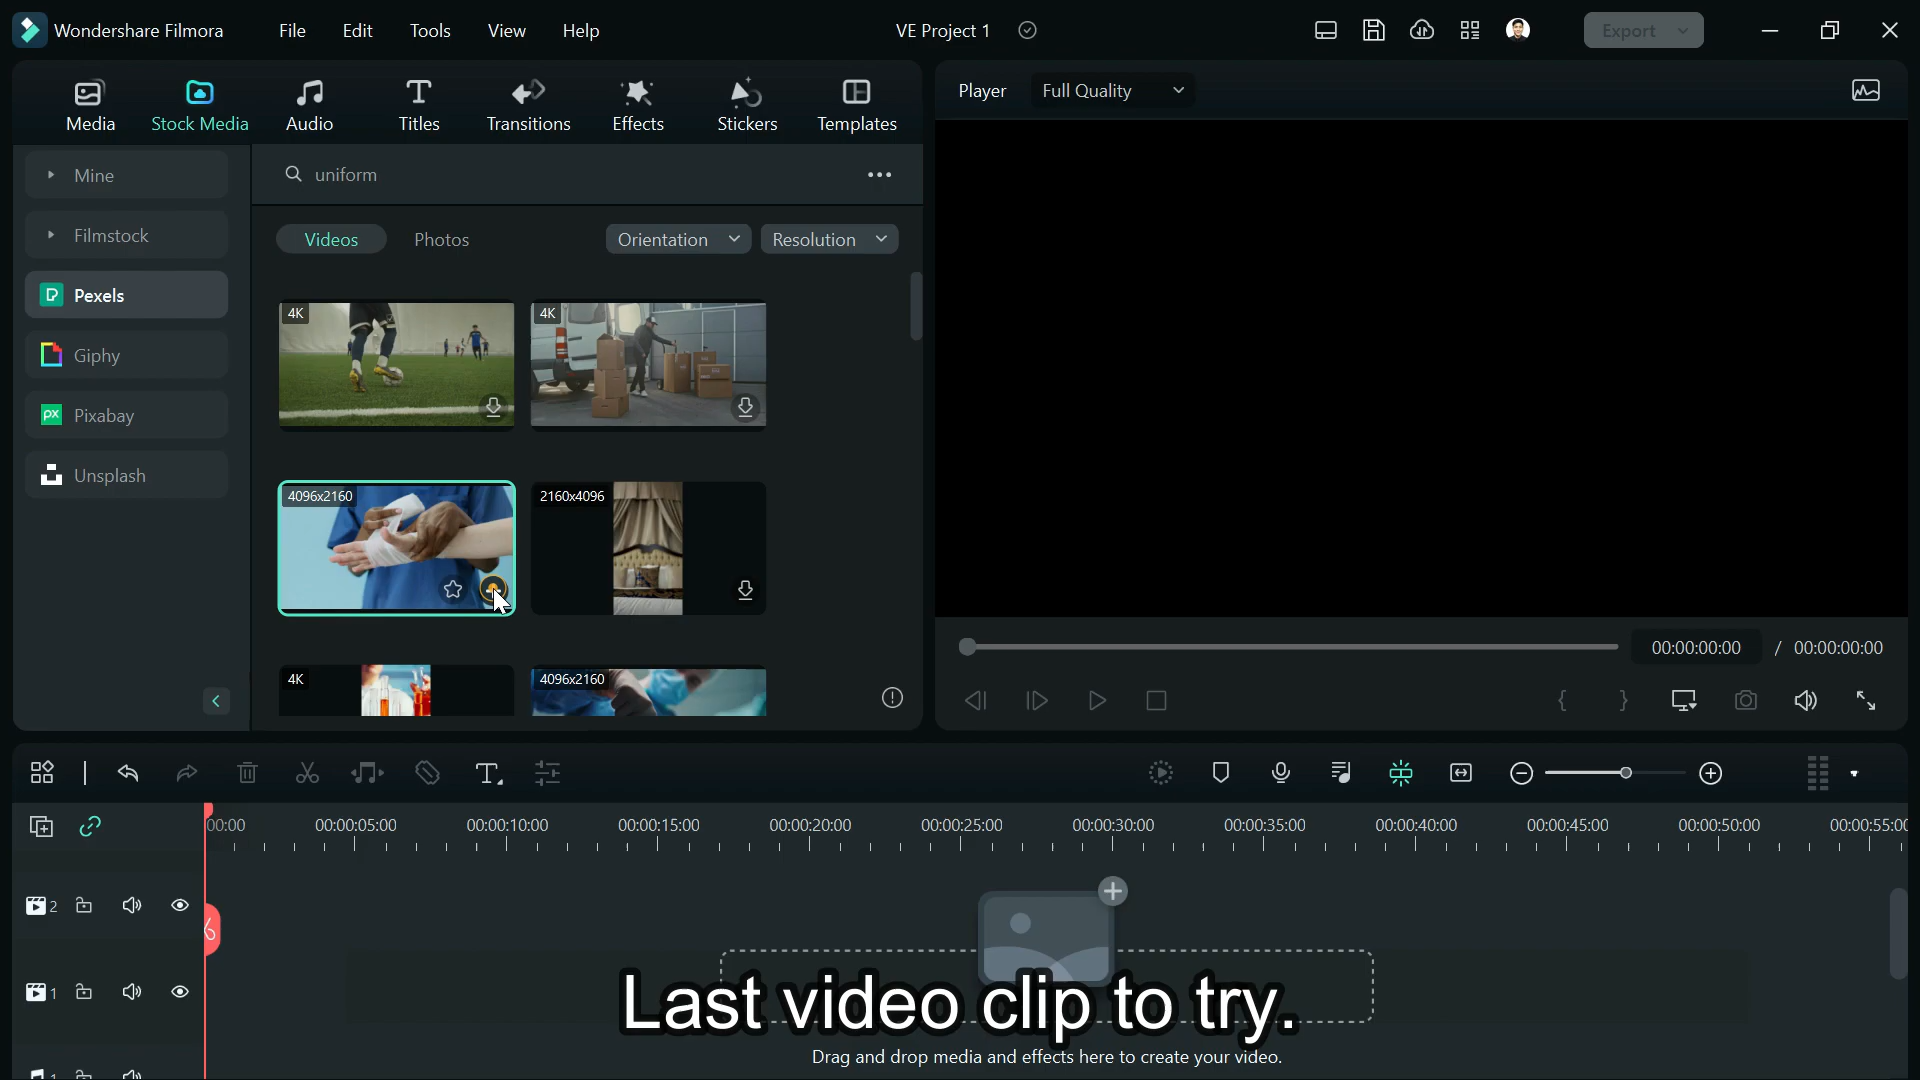 Wondershare Filmora
File
Edit
Tools
View
Help
VE Project 1
Export
Media
Stock Media
Audio
Titles
Transitions
Effects
Stickers
Templates
Player
Full Quality
Mine
Filmstock
Pexels
Giphy
Pixabay
Unsplash
uniform
Videos
Photos
Orientation
Resolution
4K
4K
4096x2160
2160x4096
4K
4096x2160
00:00:00:00 / 00:00:00:00
00:00
00:00:05:00
00:00:10:00
00:00:15:00
00:00:20:00
00:00:25:00
00:00:30:00
00:00:35:00
00:00:40:00
00:00:45:00
00:00:50:00
00:00:55:00
2
1
Last video clip to try.
Drag and drop media and effects here to create your video.
1